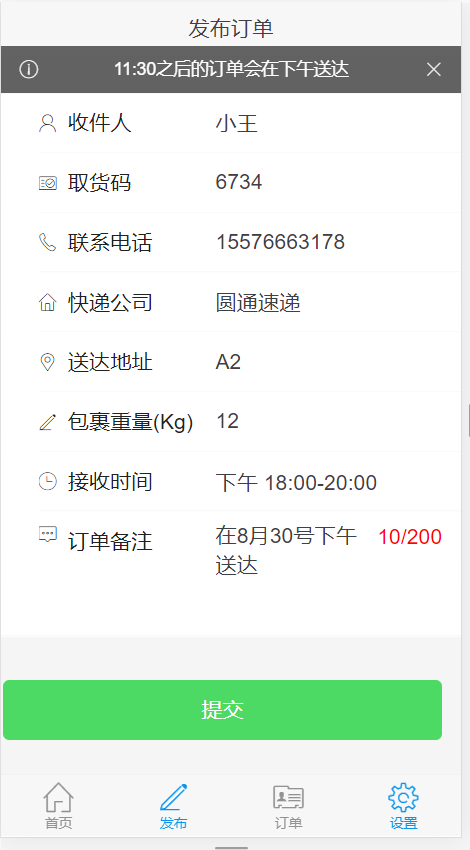 发布订单
11:30之后的订单会在下午送达
收件人 小王
取货码 6734
联系电话 15576663178
快递公司 圆通速递
送达地址 A2
包裹重量(Kg) 12
接收时间 下午 18:00-20:00
订单备注 在8月30号下午 10/200
送达
提交
首页 发布 订单 设置